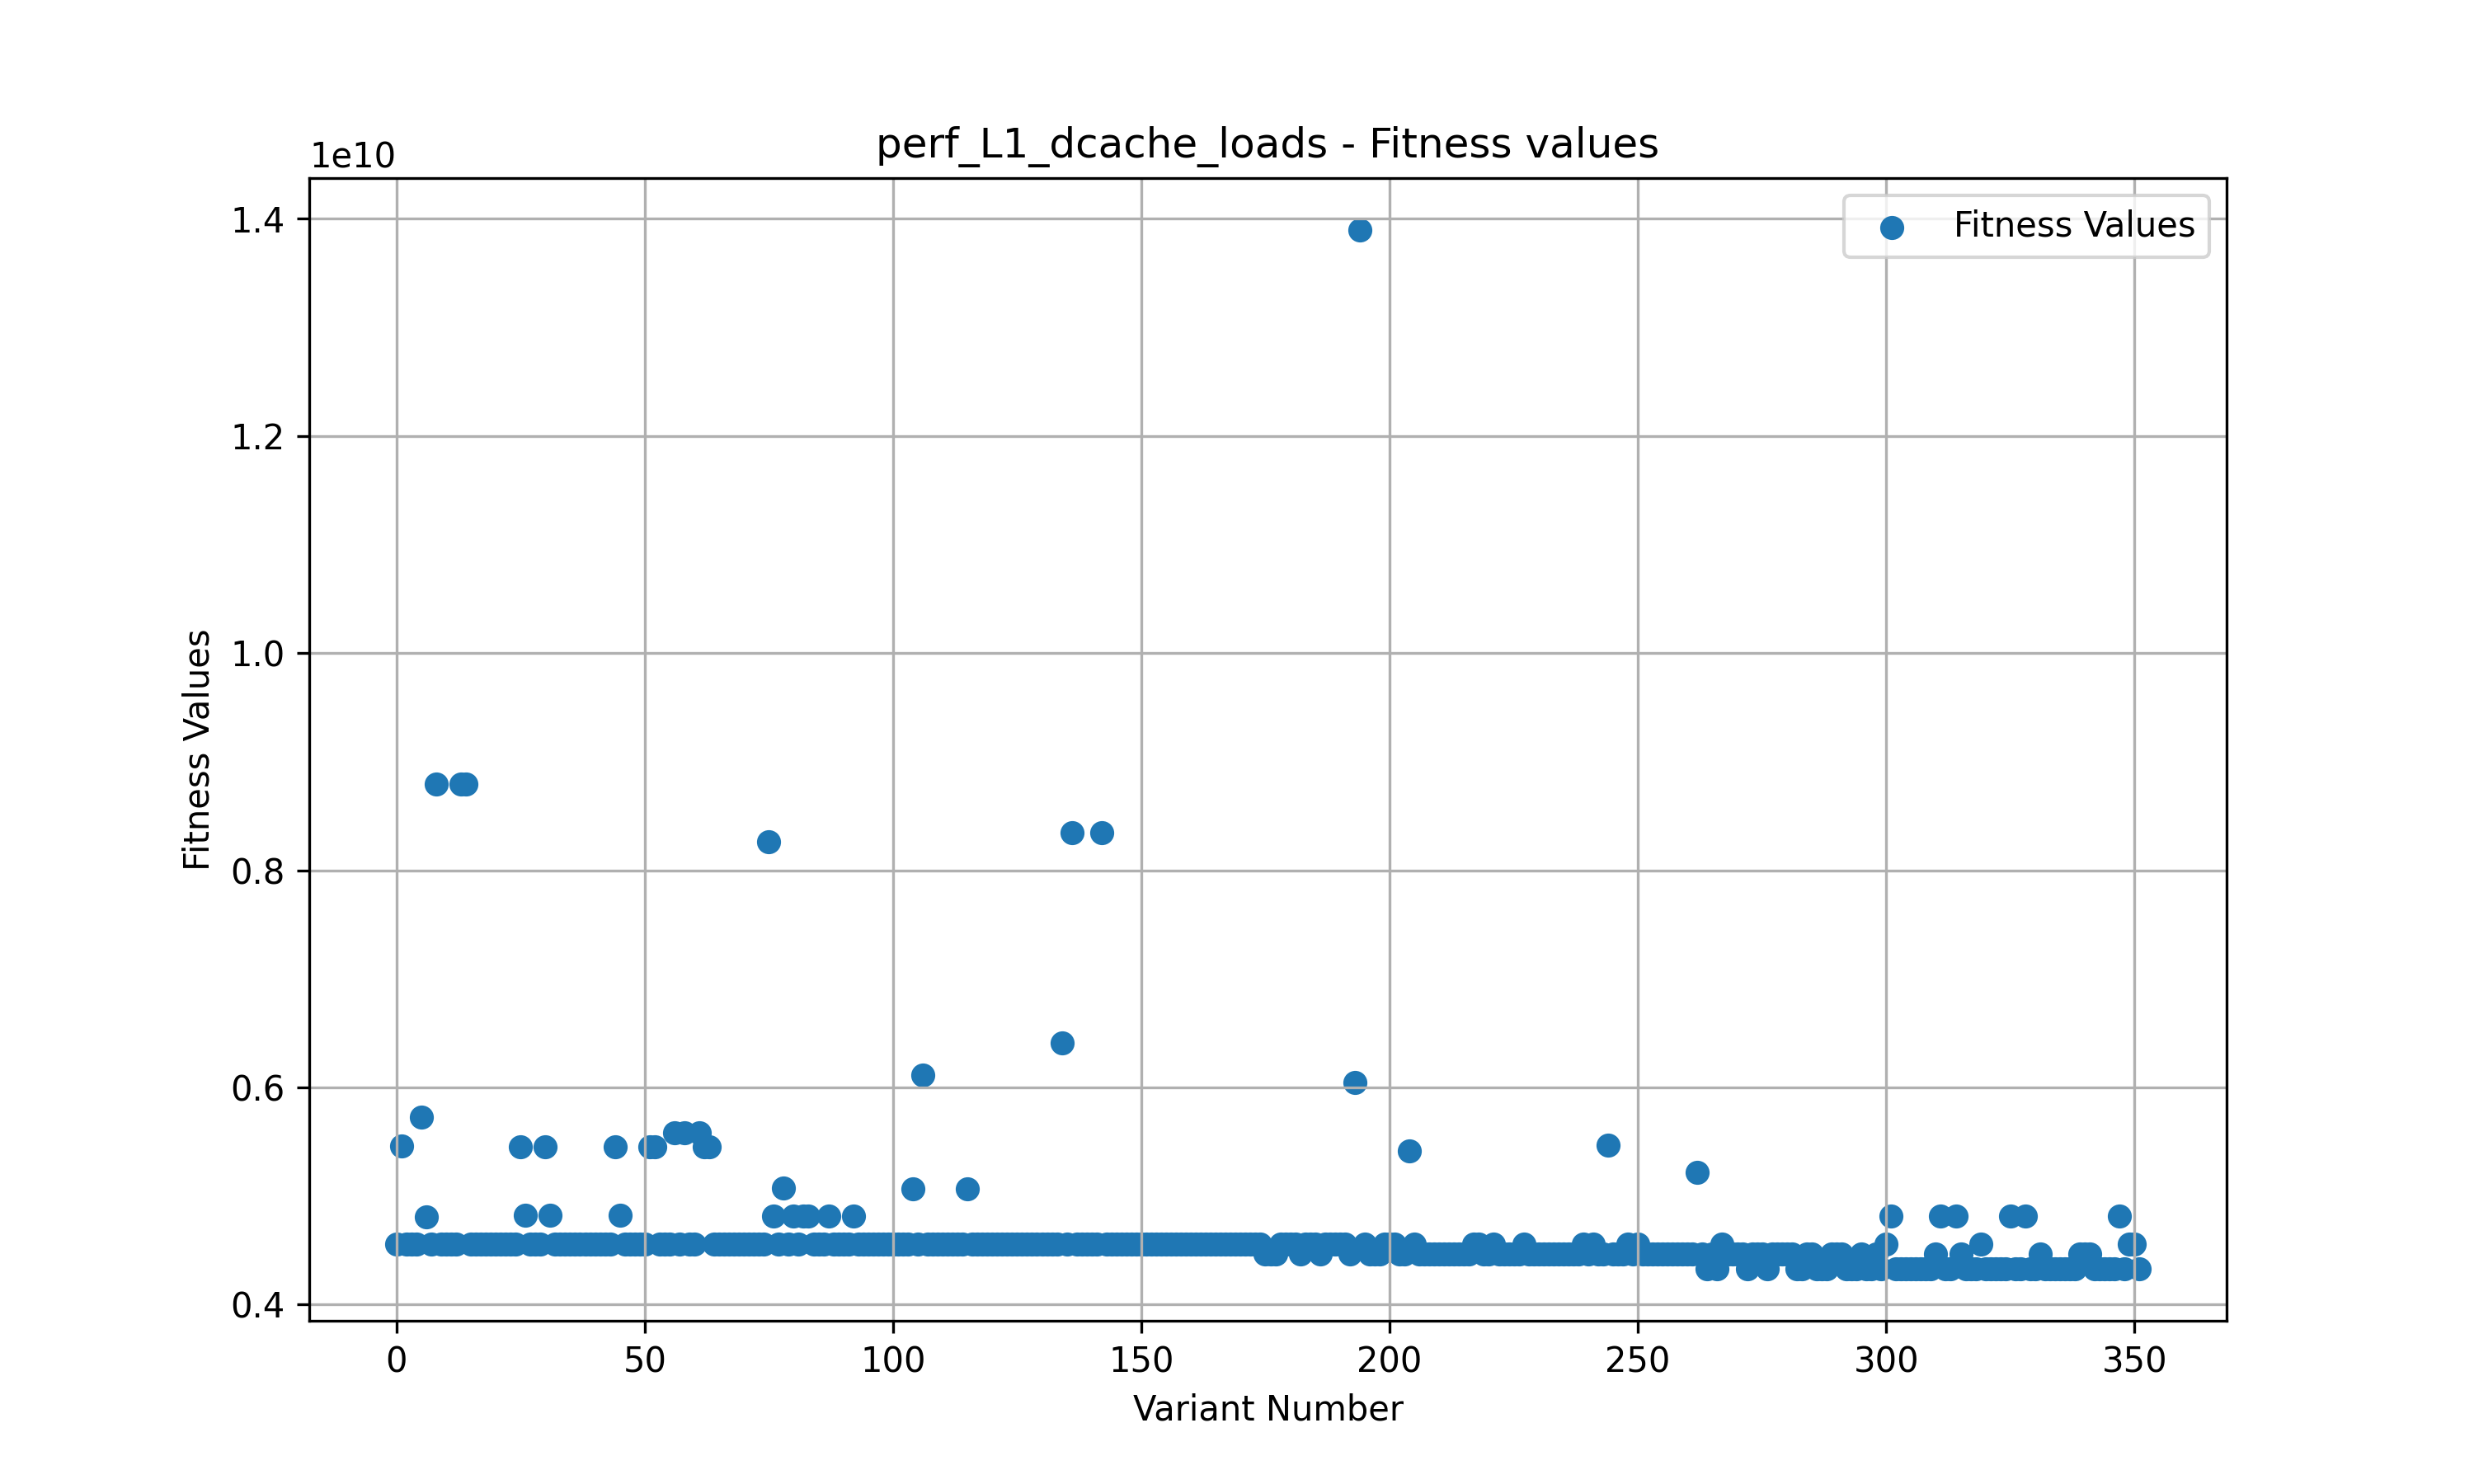 perf_L1_dcache_loads - Fitness values
1e10
Fitness Values
1.4
1.2
1.0
0.8
0.6
0.4
Fitness Values
0 50 100 150 200 250 300 350
Variant Number